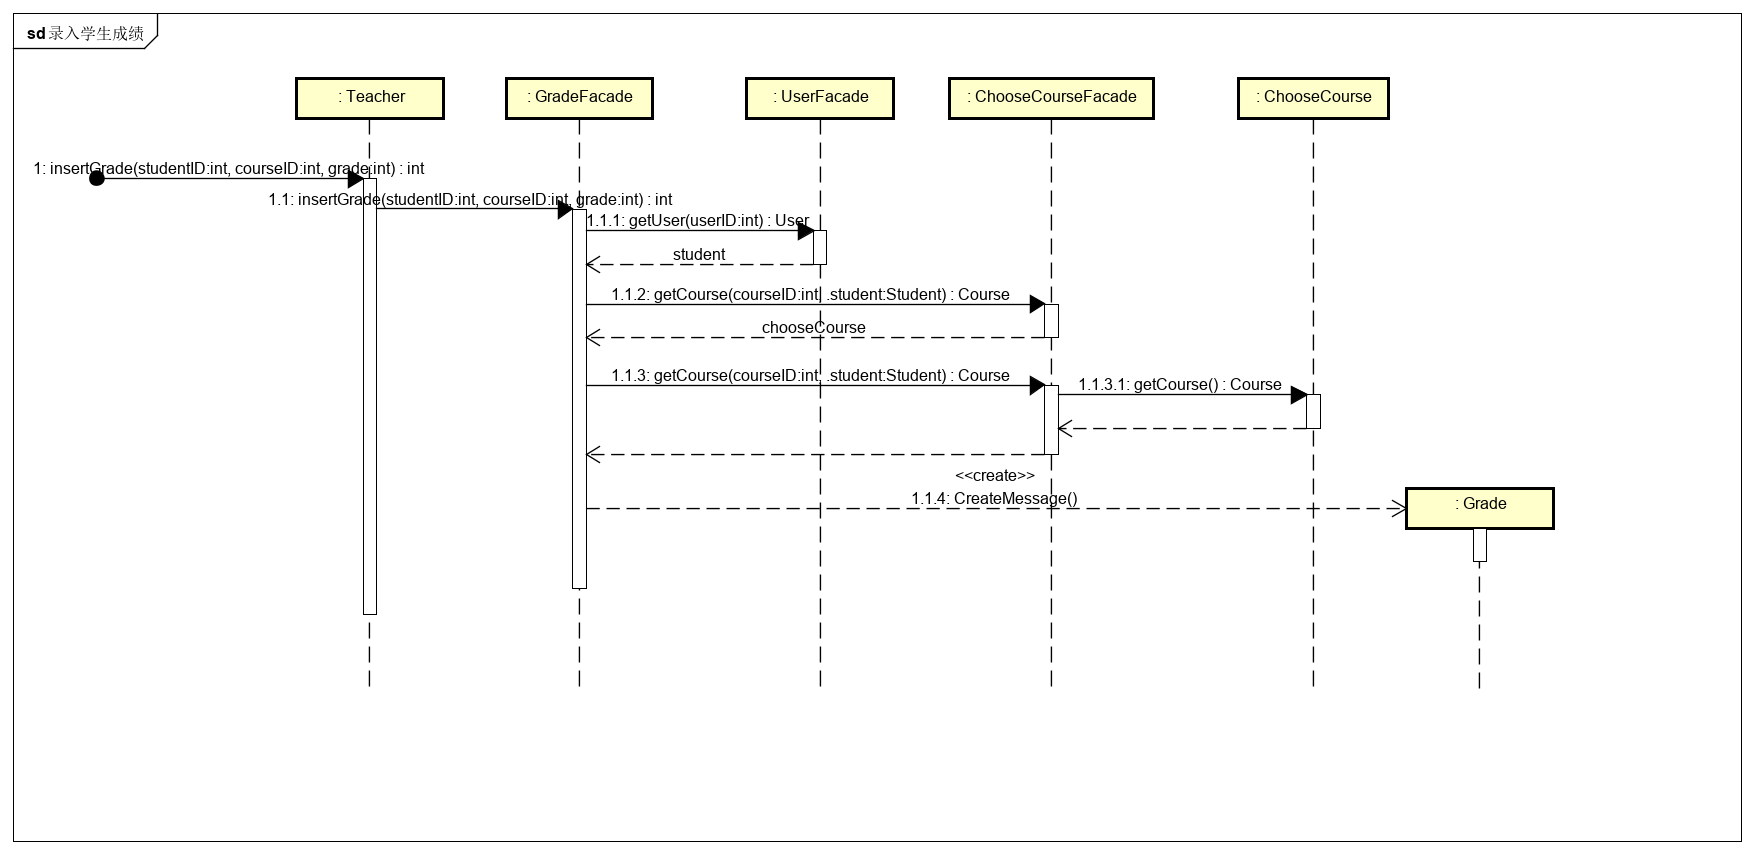 sd 录入学生成绩
: Teacher
: GradeFacade
: UserFacade
: ChooseCourseFacade
: ChooseCourse
1: insertGrade(studentID:int, courseID:int, grade:int) : int
1.1: insertGrade(studentID:int, courseID:int, grade:int) : int
1.1.1: getUser(userID:int) : User
student
1.1.2: getCourse(courseID:int, .student:Student) : Course
chooseCourse
1.1.3: getCourse(courseID:int, .student:Student) : Course
1.1.3.1: getCourse() : Course
<<create>>
1.1.4: CreateMessage()
: Grade